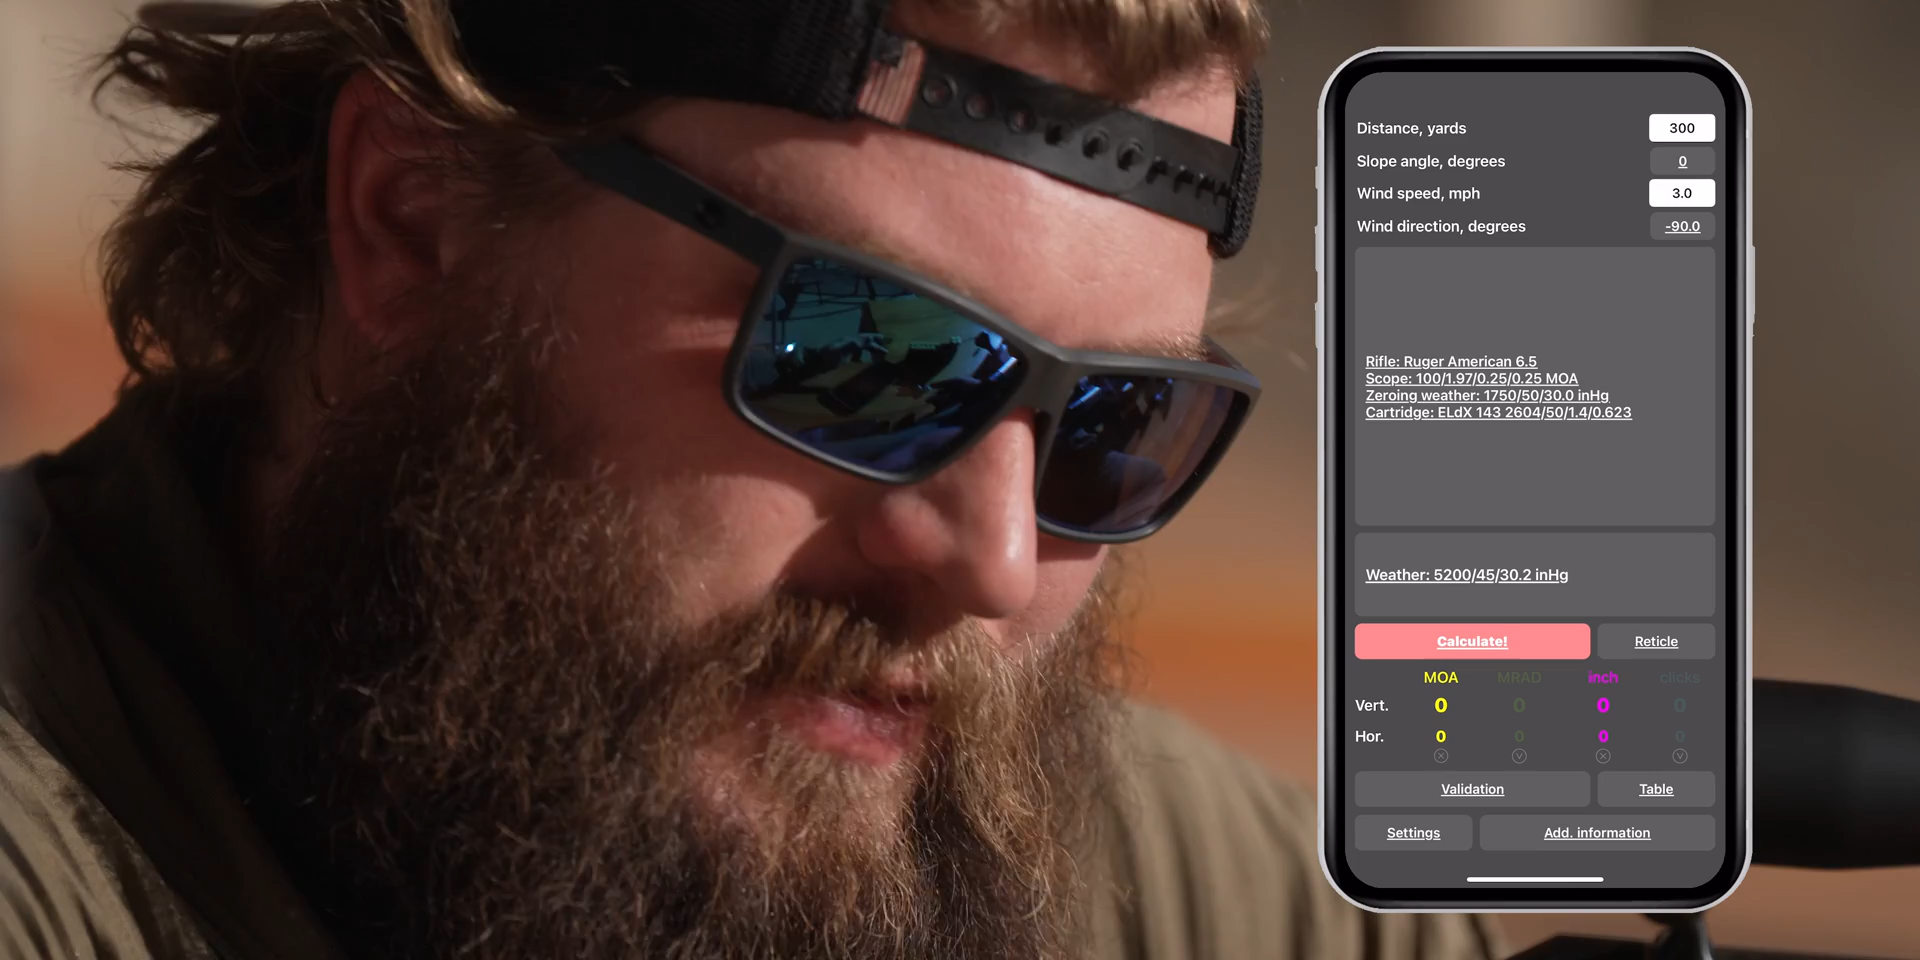 Distance, yards 300
Slope angle, degrees 0
Wind speed, mph 3.0
Wind direction, degrees -90.0
Rifle: Ruger American 6.5
Scope: 100/1.97/0.25/0.25 MOA
Zeroing weather: 1750/50/30.0 inHg
Cartridge: ELdX 143 2604/50/1.4/0.623
Weather: 5200/45/30.2 inHg
Calculate! Reticle
MOA MRAD inch clicks
Vert. 0 0 0 0
Hor. 0 0 0 0
X V X V
Validation Table
Settings Add. information